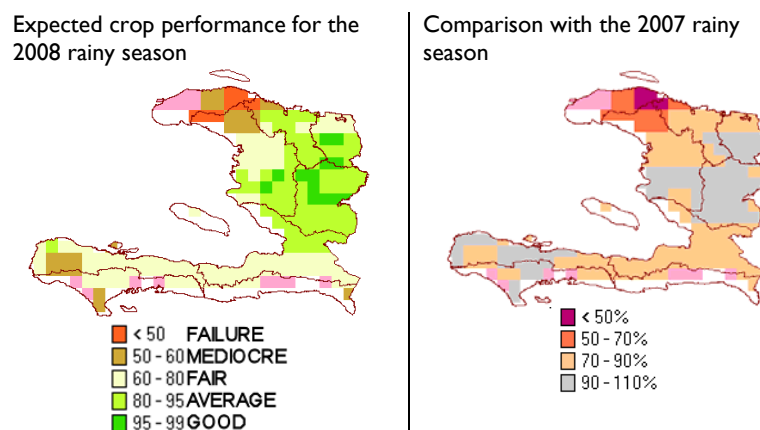 Expected crop performance for the
2008 rainy season
< 50 FAILURE
50 - 60 MEDIOCRE
60 - 80 FAIR
80 - 95 AVERAGE
95 - 99 GOOD
Comparison with the 2007 rainy
season
< 50%
50 - 70%
70 - 90%
90 - 110%